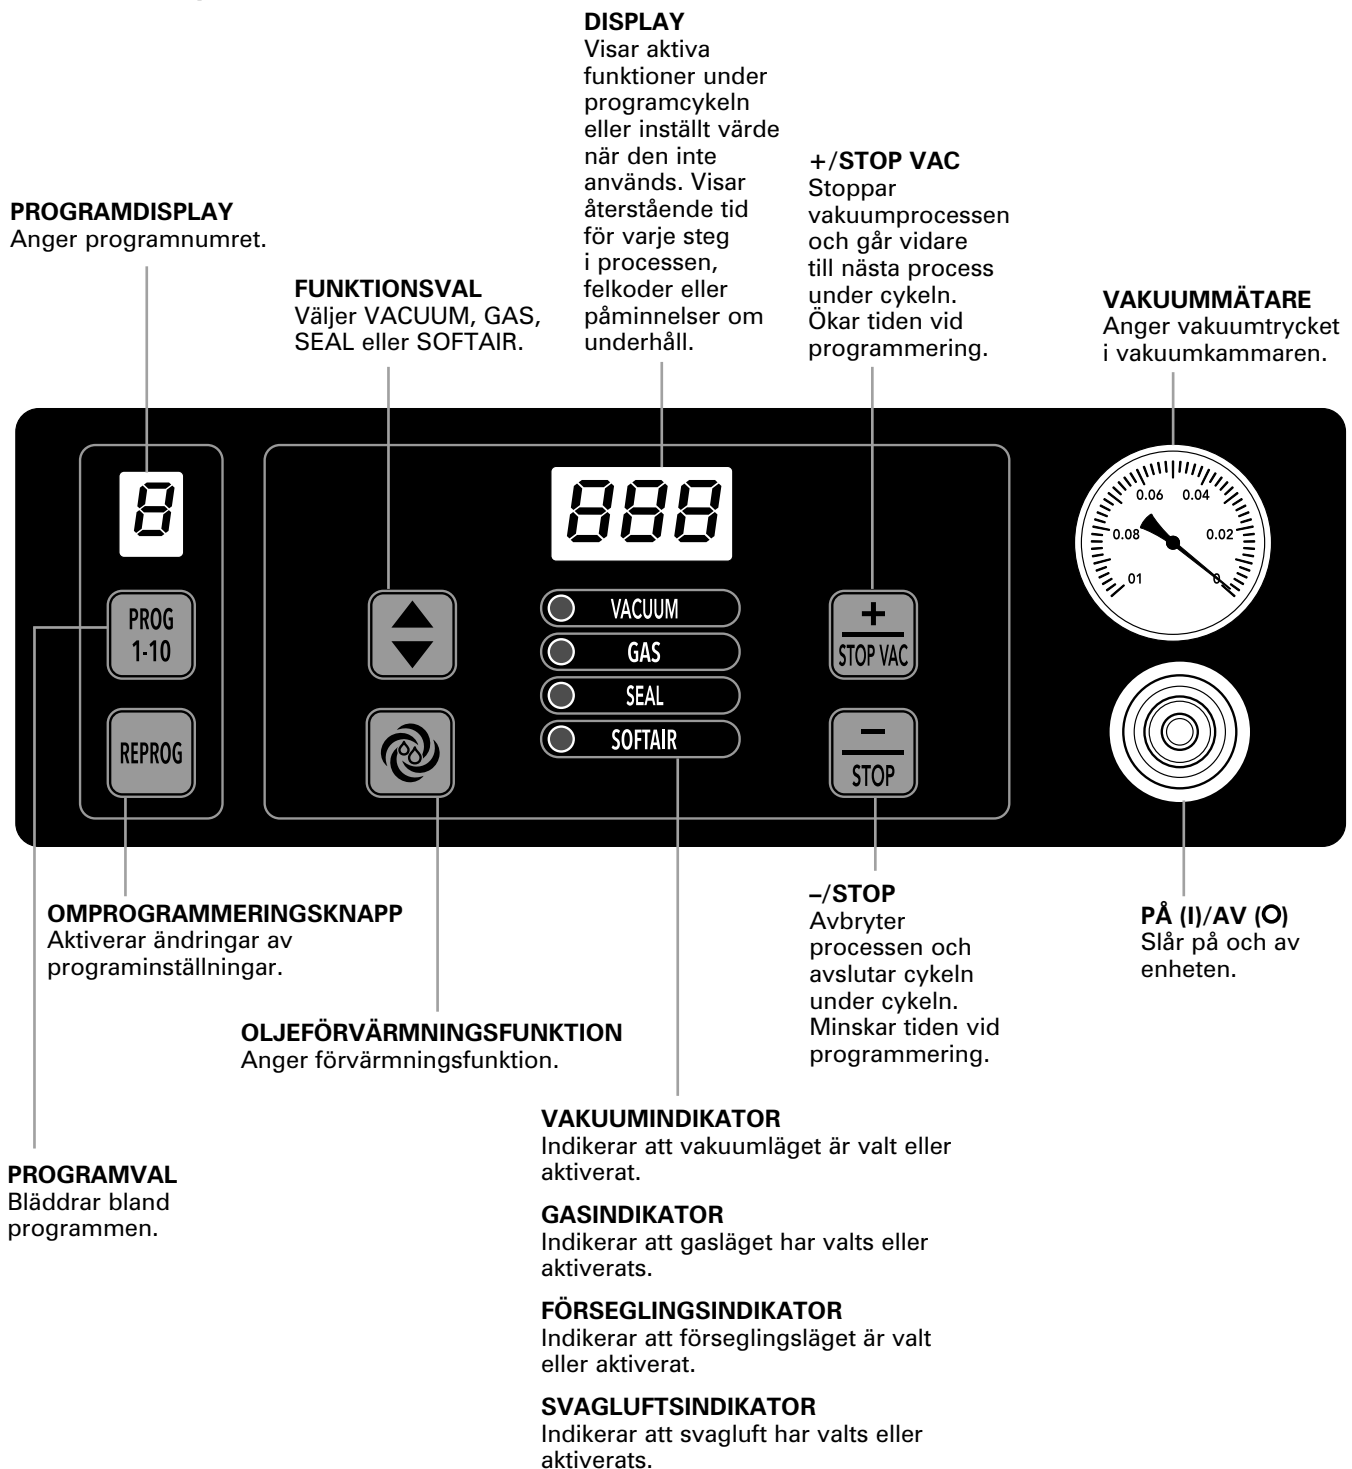 DISPLAY
Visar aktiva
funktioner under
programcykeln
eller inställt värde
när den inte
används. Visar
återstående tid
för varje steg
i processen,
felkoder eller
påminnelser om
underhåll.
+/STOP VAC
Stoppar
vakuumprocessen
och går vidare
till nästa process
under cykeln.
Ökar tiden vid
programmering.
PROGRAMDISPLAY
Anger programnumret.
FUNKTIONSVAL
Väljer VACUUM, GAS,
SEAL eller SOFTAIR.
VAKUUMMÄTARE
Anger vakuumtrycket
i vakuumkammaren.
8
888
0.06 0.04
0.08 0.02
01 0
PROG
1-10
REPROG
VACUUM
GAS
SEAL
SOFTAIR
+
STOP VAC
–
STOP
OMPROGRAMMERINGSKNAPP
Aktiverar ändringar av
programinställningar.
OLJEFÖRVÄRMNINGSFUNKTION
Anger förvärmningsfunktion.
–/STOP
Avbryter
processen och
avslutar cykeln
under cykeln.
Minskar tiden vid
programmering.
PÅ (I)/AV (O)
Slår på och av
enheten.
PROGRAMVAL
Bläddrar bland
programmen.
VAKUUMINDIKATOR
Indikerar att vakuumläget är valt eller
aktiverat.
GASINDIKATOR
Indikerar att gasläget har valts eller
aktiverats.
FÖRSEGLINGSINDIKATOR
Indikerar att förseglingsläget är valt
eller aktiverat.
SVAGLUFTSINDIKATOR
Indikerar att svagluft har valts eller
aktiverats.